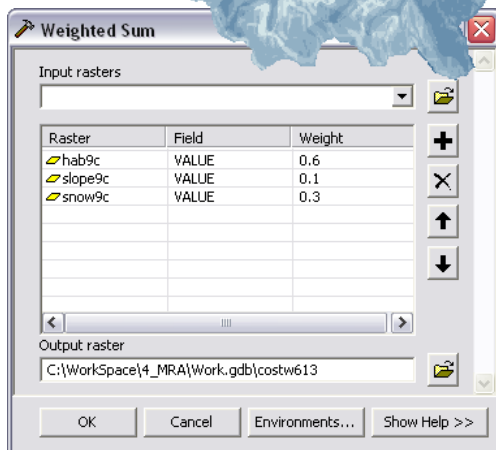 Weighted Sum
Input rasters
Raster Field Weight
hab9c VALUE 0.6
slope9c VALUE 0.1
snow9c VALUE 0.3
Output raster
C:\WorkSpace\4_MRA\Work.gdb\costw613
OK Cancel Environments... Show Help >>